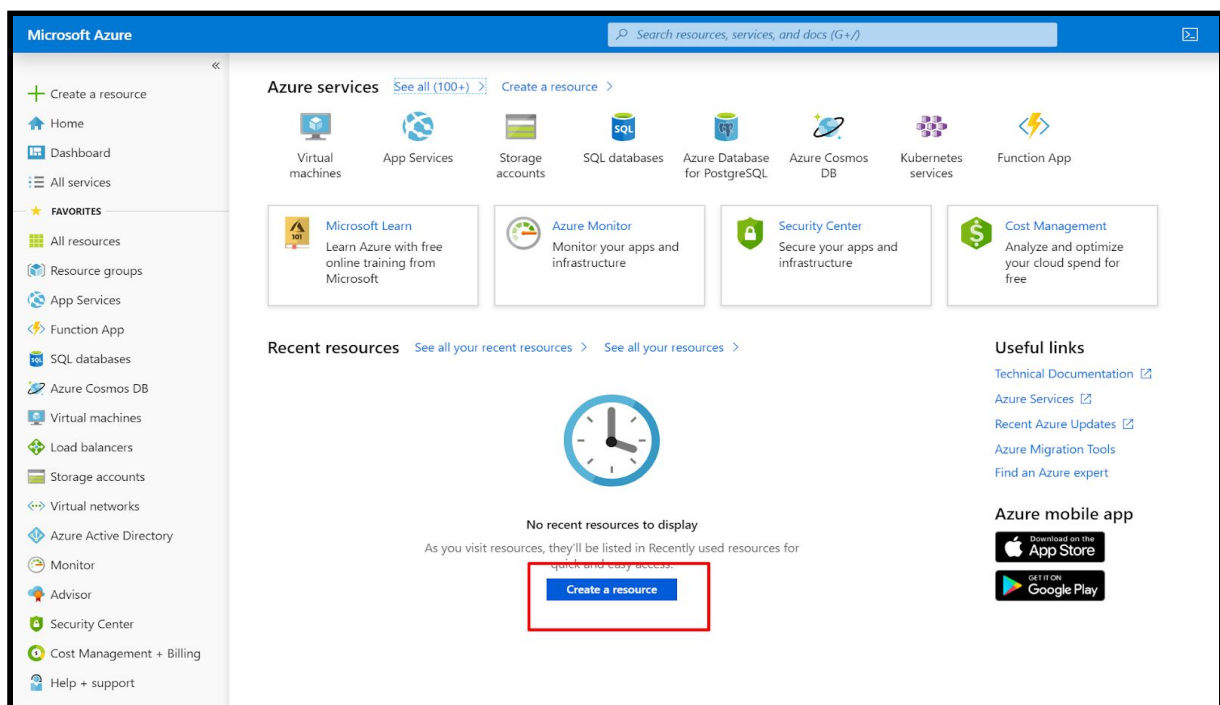 Microsoft Azure
Search resources, services, and docs (G+/)
«
Create a resource
Home
Dashboard
All services
FAVORITES
All resources
Resource groups
App Services
Function App
SQL databases
Azure Cosmos DB
Virtual machines
Load balancers
Storage accounts
Virtual networks
Azure Active Directory
Monitor
Advisor
Security Center
Cost Management + Billing
Help + support
Azure services See all (100+) > Create a resource >
SQL
Virtual
machines
App Services
Storage
accounts
SQL databases
Azure Database
for PostgreSQL
Azure Cosmos
DB
Kubernetes
services
Function App
101
Microsoft Learn
Learn Azure with free
online training from
Microsoft
Azure Monitor
Monitor your apps and
infrastructure
Security Center
Secure your apps and
infrastructure
Cost Management
Analyze and optimize
your cloud spend for
free
Recent resources See all your recent resources > See all your resources >
No recent resources to display
As you visit resources, they'll be listed in Recently used resources for
quick and easy access.
Create a resource
Useful links
Technical Documentation
Azure Services
Recent Azure Updates
Azure Migration Tools
Find an Azure expert
Azure mobile app
Download on the
App Store
GET IT ON
Google Play